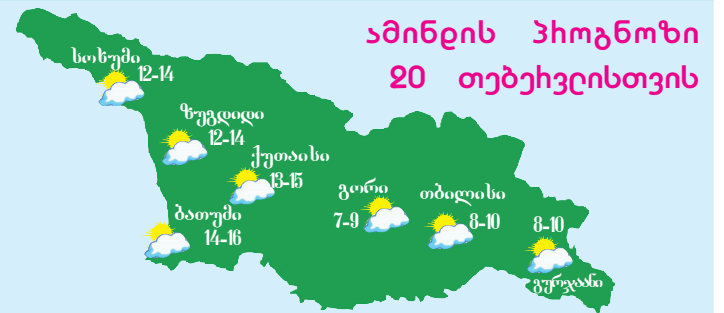 ამინდის პროგნოზი
20 თებერვლისთვის
სოხუმი
12-14
ზუგდიდი
12-14
ქუთაისი
13-15
გორი
7-9
თბილისი
8-10
8-10
ბათუმი
14-16
გურჯაანი